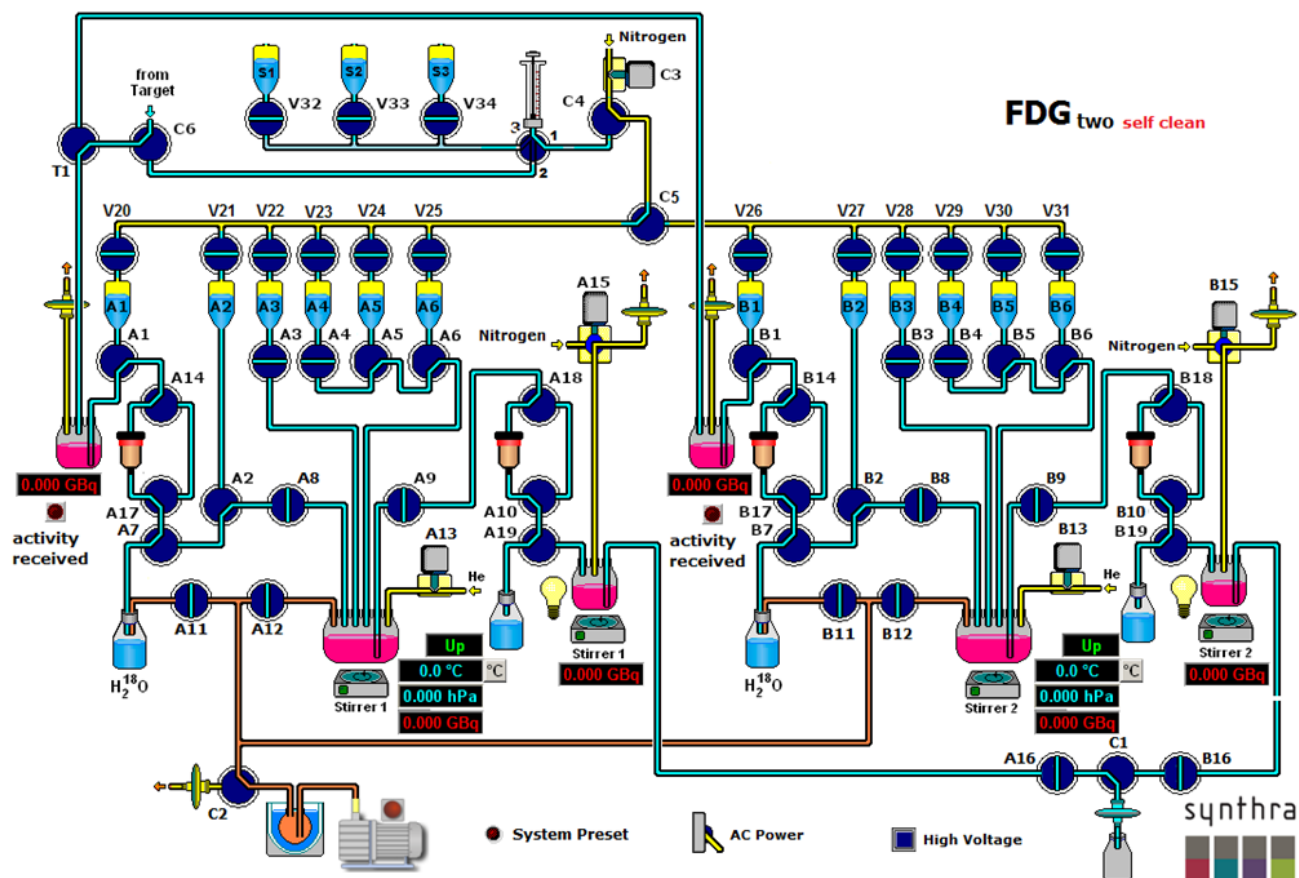 Nitrogen
S1 S2 S3
C3
from
Target
V32 V33 V34
C4
C6
3 1
FDG two self clean
T1
2
C5
V20 V21 V22 V23 V24 V25 V26 V27 V28 V29 V30 V31
A15 B15
A1 A2 A3 A4 A5 A6 B1 B2 B3 B4 B5 B6
A1 A3 A4 A5 A6 Nitrogen B1 B3 B4 B5 B6 Nitrogen
A14 A18 B14 B18
0.000 GBq 0.000 GBq
A2 A8 A9 B2 B8 B9
A17 A10 B17 B10
A7 A19 B7 B19
activity
received
activity
received
A13 B13
He He
A11 A12 B11 B12
Up Stirrer 1 Up Stirrer 2
0.0 °C °C 0.000 GBq 0.0 °C °C 0.000 GBq
H₂¹⁸O H₂¹⁸O
0.000 hPa 0.000 hPa
Stirrer 1 Stirrer 2
0.000 GBq 0.000 GBq
A16 C1 B16
C2
synthra
System Preset AC Power High Voltage